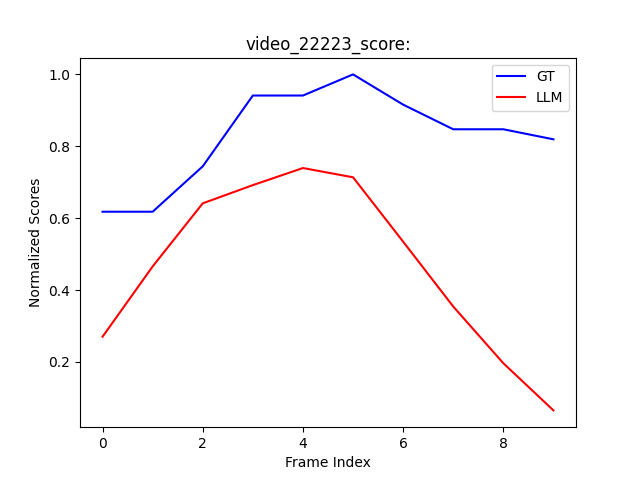 video_22223_score:
GT
LLM
Normalized Scores
1.0
0.8
0.6
0.4
0.2
0 2 4 6 8
Frame Index